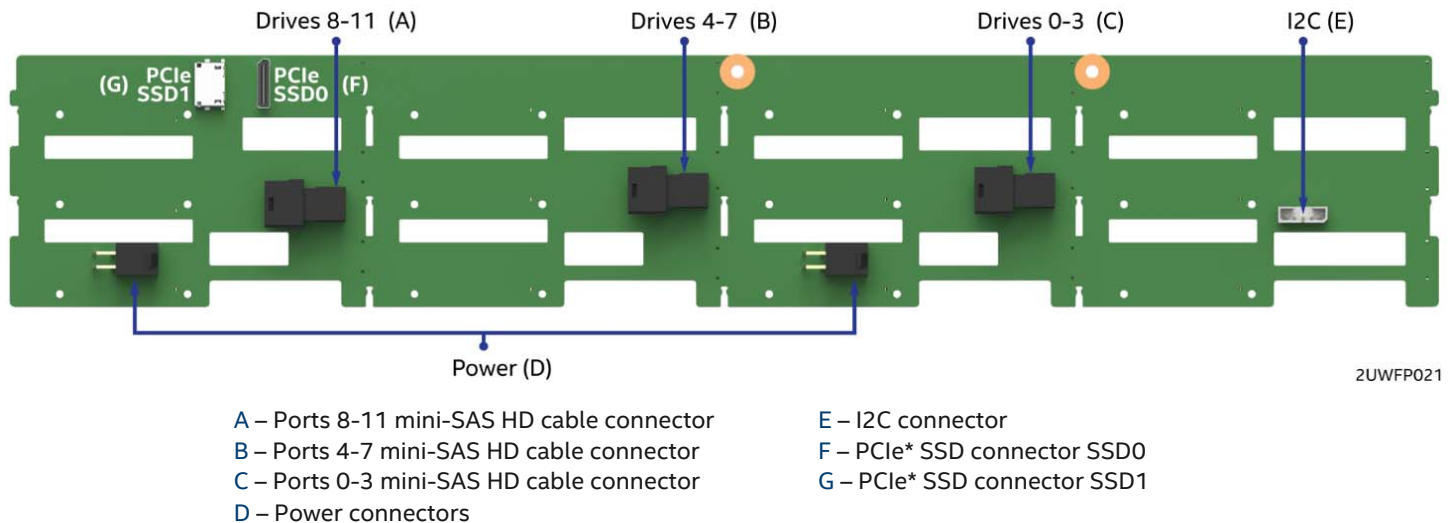 Drives 8-11 (A)
Drives 4-7 (B)
Drives 0-3 (C)
I2C (E)
(G) PCIe SSD1
PCIe SSD0 (F)
Power (D)
2UWFP021
A – Ports 8-11 mini-SAS HD cable connector
B – Ports 4-7 mini-SAS HD cable connector
C – Ports 0-3 mini-SAS HD cable connector
D – Power connectors
E – I2C connector
F – PCIe* SSD connector SSD0
G – PCIe* SSD connector SSD1